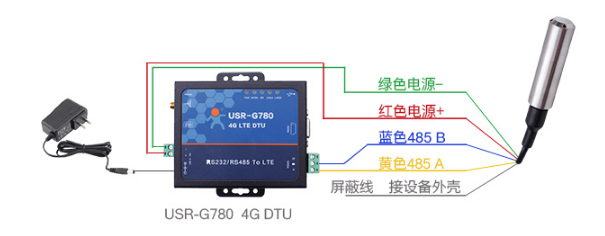 绿色电源-
红色电源+
USR-G780
4G LTE DTU
蓝色485 B
RS232/RS485 To LTE
黄色485 A
屏蔽线 接设备外壳
USR-G780 4G DTU